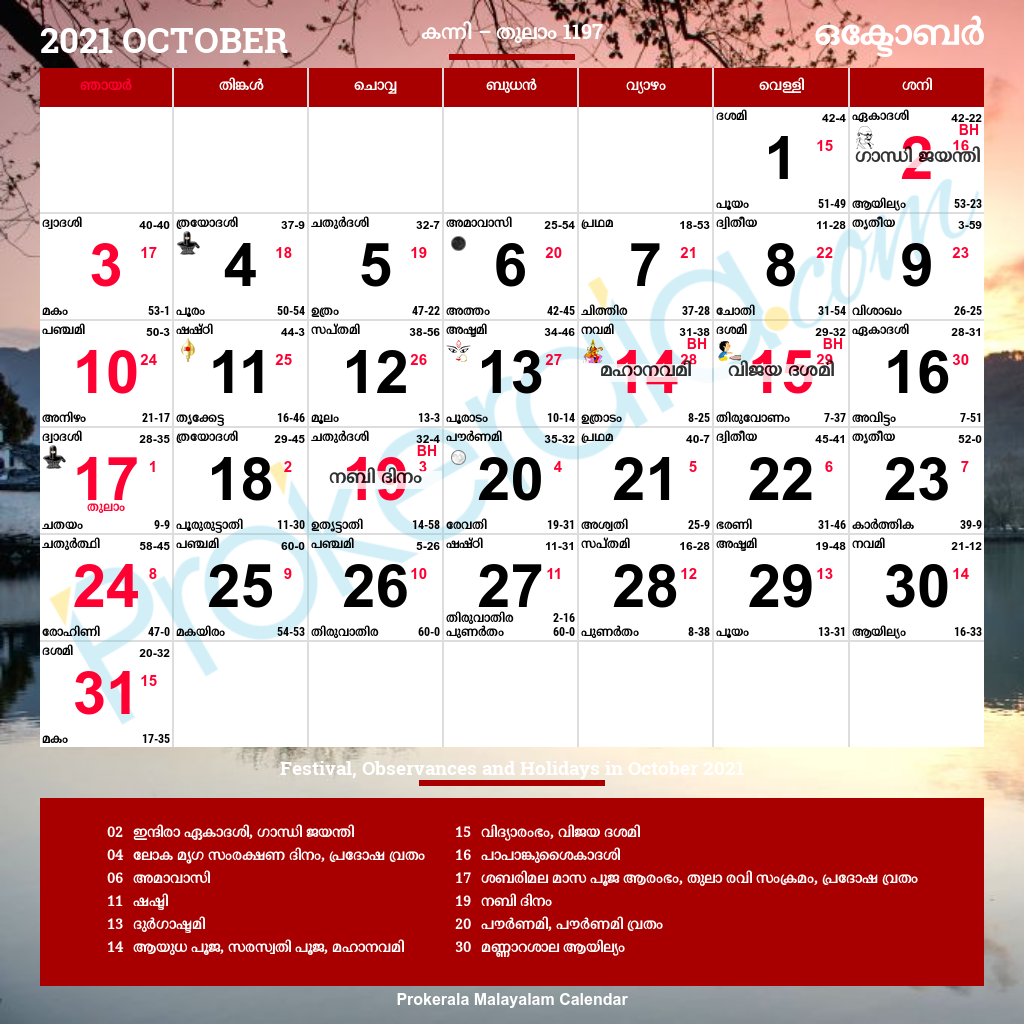 2021 OCTOBER
കന്നി – തുലാം 1197
ഒക്ടോബർ
ഞായർ തിങ്കൾ ചൊവ്വ ബുധൻ വ്യാഴം വെള്ളി ശനി
ദശമി 42-4 ഏകാദശി 42-22
BH
1 15 2 16
ഗാന്ധി ജയന്തി
പൂയം 51-49 ആയില്യം 53-23
ദ്വാദശി 40-40 ത്രയോദശി 37-9 ചതുർദശി 32-7 അമാവാസി 25-54 പ്രഥമ 18-53 ദ്വിതീയ 11-28 തൃതീയ 3-59
3 17 4 18 5 19 6 20 7 21 8 22 9 23
മകം 53-1 പൂരം 50-54 ഉത്രം 47-22 അത്തം 42-45 ചിത്തിര 37-28 ചോതി 31-54 വിശാഖം 26-25
പഞ്ചമി 50-3 ഷഷ്ഠി 44-3 സപ്തമി 38-56 അഷ്ടമി 34-46 നവമി 31-38 ദശമി 29-32 ഏകാദശി 28-31
BH BH
10 24 11 25 12 26 13 27 14 28 15 29 16 30
മഹാനവമി വിജയ ദശമി
അനിഴം 21-17 തൃക്കേട്ട 16-46 മൂലം 13-3 പൂരാടം 10-14 ഉത്രാടം 8-25 തിരുവോണം 7-37 അവിട്ടം 7-51
ദ്വാദശി 28-35 ത്രയോദശി 29-45 ചതുർദശി 32-4 പൗർണമി 35-32 പ്രഥമ 40-7 ദ്വിതീയ 45-41 തൃതീയ 52-0
BH
17 1 18 2 19 3 20 4 21 5 22 6 23 7
നബി ദിനം
തുലാം
ചതയം 9-9 പൂരുരുട്ടാതി 11-30 ഉതൃട്ടാതി 14-58 രേവതി 19-31 അശ്വതി 25-9 ഭരണി 31-46 കാർത്തിക 39-9
ചതുർത്ഥി 58-45 പഞ്ചമി 60-0 പഞ്ചമി 5-26 ഷഷ്ഠി 11-31 സപ്തമി 16-28 അഷ്ടമി 19-48 നവമി 21-12
24 8 25 9 26 10 27 11 28 12 29 13 30 14
തിരുവാതിര 2-16
രോഹിണി 47-0 മകയിരം 54-53 തിരുവാതിര 60-0 പുണർതം 60-0 പുണർതം 8-38 പൂയം 13-31 ആയില്യം 16-33
ദശമി 20-32
31 15
മകം 17-35
Prokerala.com
Festival, Observances and Holidays in October 2021
02 ഇന്ദിരാ ഏകാദശി, ഗാന്ധി ജയന്തി
04 ലോക മൃഗ സംരക്ഷണ ദിനം, പ്രദോഷ വ്രതം
06 അമാവാസി
11 ഷഷ്ടി
13 ദുർഗാഷ്ടമി
14 ആയുധ പൂജ, സരസ്വതി പൂജ, മഹാനവമി
15 വിദ്യാരംഭം, വിജയ ദശമി
16 പാപാങ്കുശൈകാദശി
17 ശബരിമല മാസ പൂജ ആരംഭം, തുലാ രവി സംക്രമം, പ്രദോഷ വ്രതം
19 നബി ദിനം
20 പൗർണമി, പൗർണമി വ്രതം
30 മണ്ണാറശാല ആയില്യം
Prokerala Malayalam Calendar